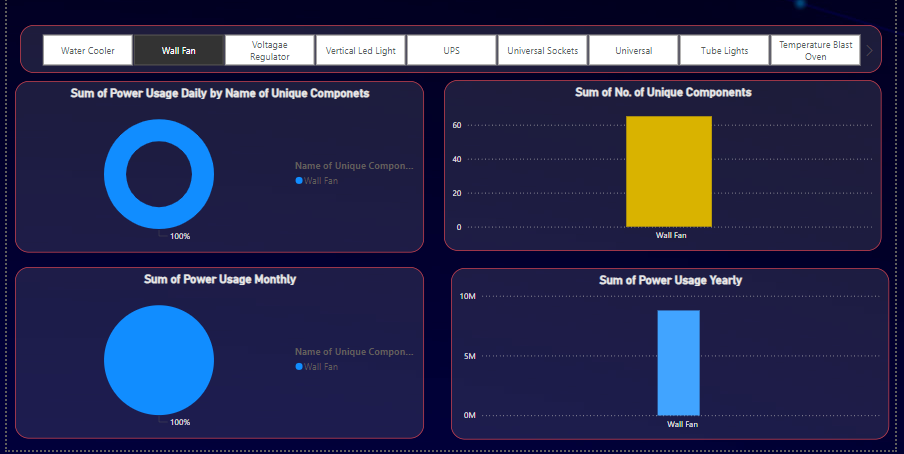 Water Cooler
Wall Fan
Voltagae
Regulator
Vertical Led Light
UPS
Universal Sockets
Universal
Tube Lights
Temperature Blast
Oven
Sum of Power Usage Daily by Name of Unique Componets
Name of Unique Compon...
Wall Fan
100%
Sum of No. of Unique Components
60
40
20
0
Wall Fan
Sum of Power Usage Monthly
Name of Unique Compon...
Wall Fan
100%
Sum of Power Usage Yearly
10M
5M
0M
Wall Fan